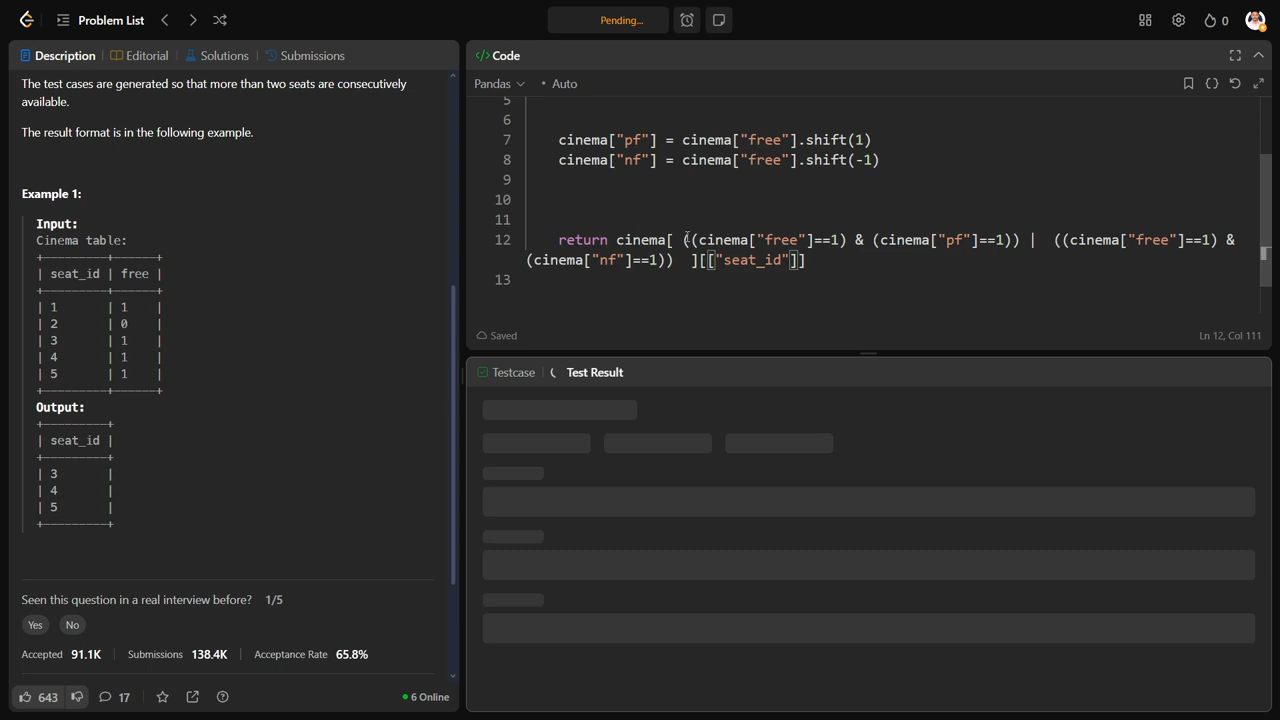 Problem List
Pending...
0
Description
Editorial
Solutions
Submissions
The test cases are generated so that more than two seats are consecutively
available.
The result format is in the following example.
Example 1:
Input:
Cinema table:
+---------+------+
| seat_id | free |
+---------+------+
| 1 | 1 |
| 2 | 0 |
| 3 | 1 |
| 4 | 1 |
| 5 | 1 |
+---------+------+
Output:
+---------+
| seat_id |
+---------+
| 3 |
| 4 |
| 5 |
+---------+
Seen this question in a real interview before? 1/5
Yes No
Accepted 91.1K | Submissions 138.4K | Acceptance Rate 65.8%
643 17 6 Online
</> Code
Pandas • Auto
5
6
7 cinema["pf"] = cinema["free"].shift(1)
8 cinema["nf"] = cinema["free"].shift(-1)
9
10
11
12 return cinema[ ((cinema["free"]==1) & (cinema["pf"]==1)) | ((cinema["free"]==1) &
(cinema["nf"]==1)) ][["seat_id"]]
13
Saved
Ln 12, Col 111
Testcase
Test Result